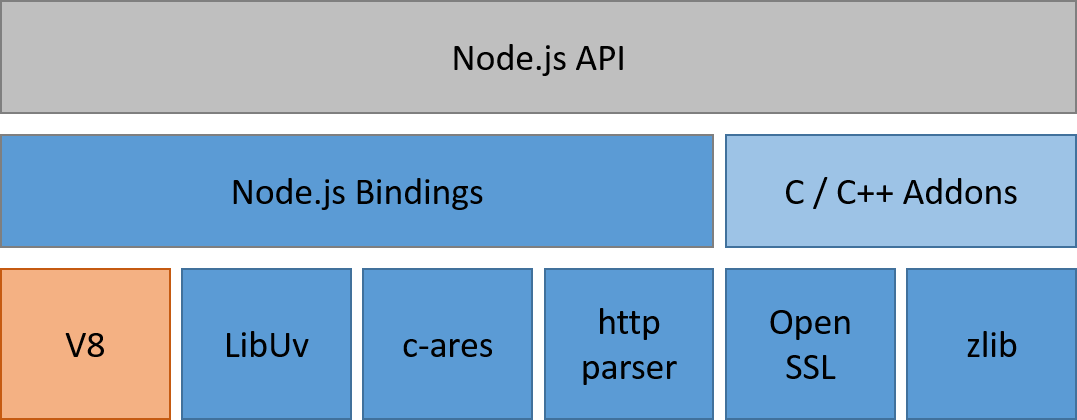 Node.js API
Node.js Bindings
C / C++ Addons
V8
LibUv
c-ares
http
parser
Open
SSL
zlib